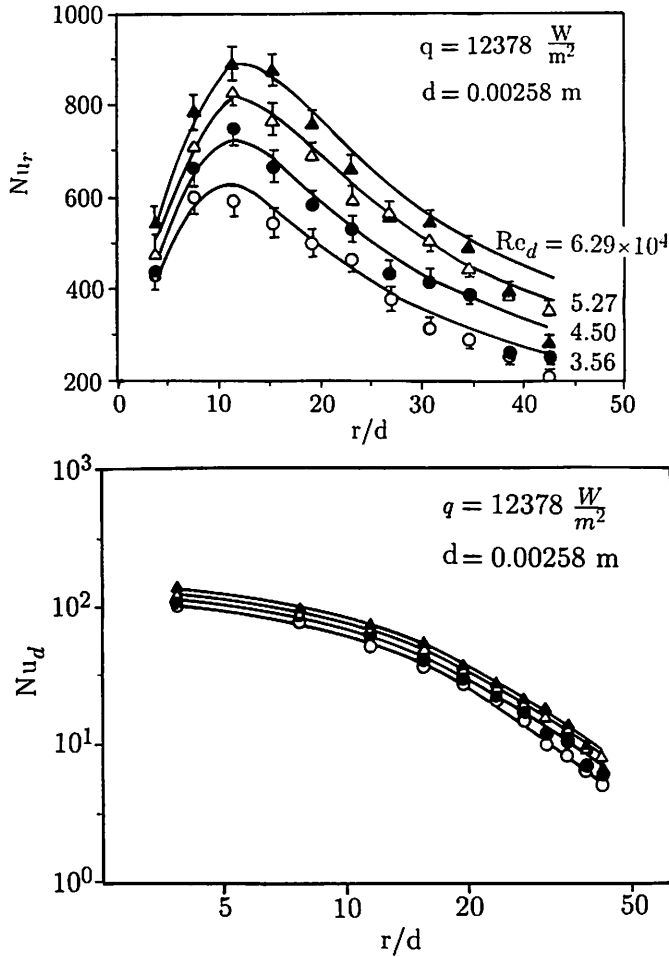 1000
800
600
400
200
Nu_r
0
10
20
30
40
50
r/d
q = 12378 W/m²
d = 0.00258 m
Re_d = 6.29×10⁴
5.27
4.50
3.56
10³
10²
10¹
10⁰
Nu_d
5
10
20
50
r/d
q = 12378 W/m²
d = 0.00258 m